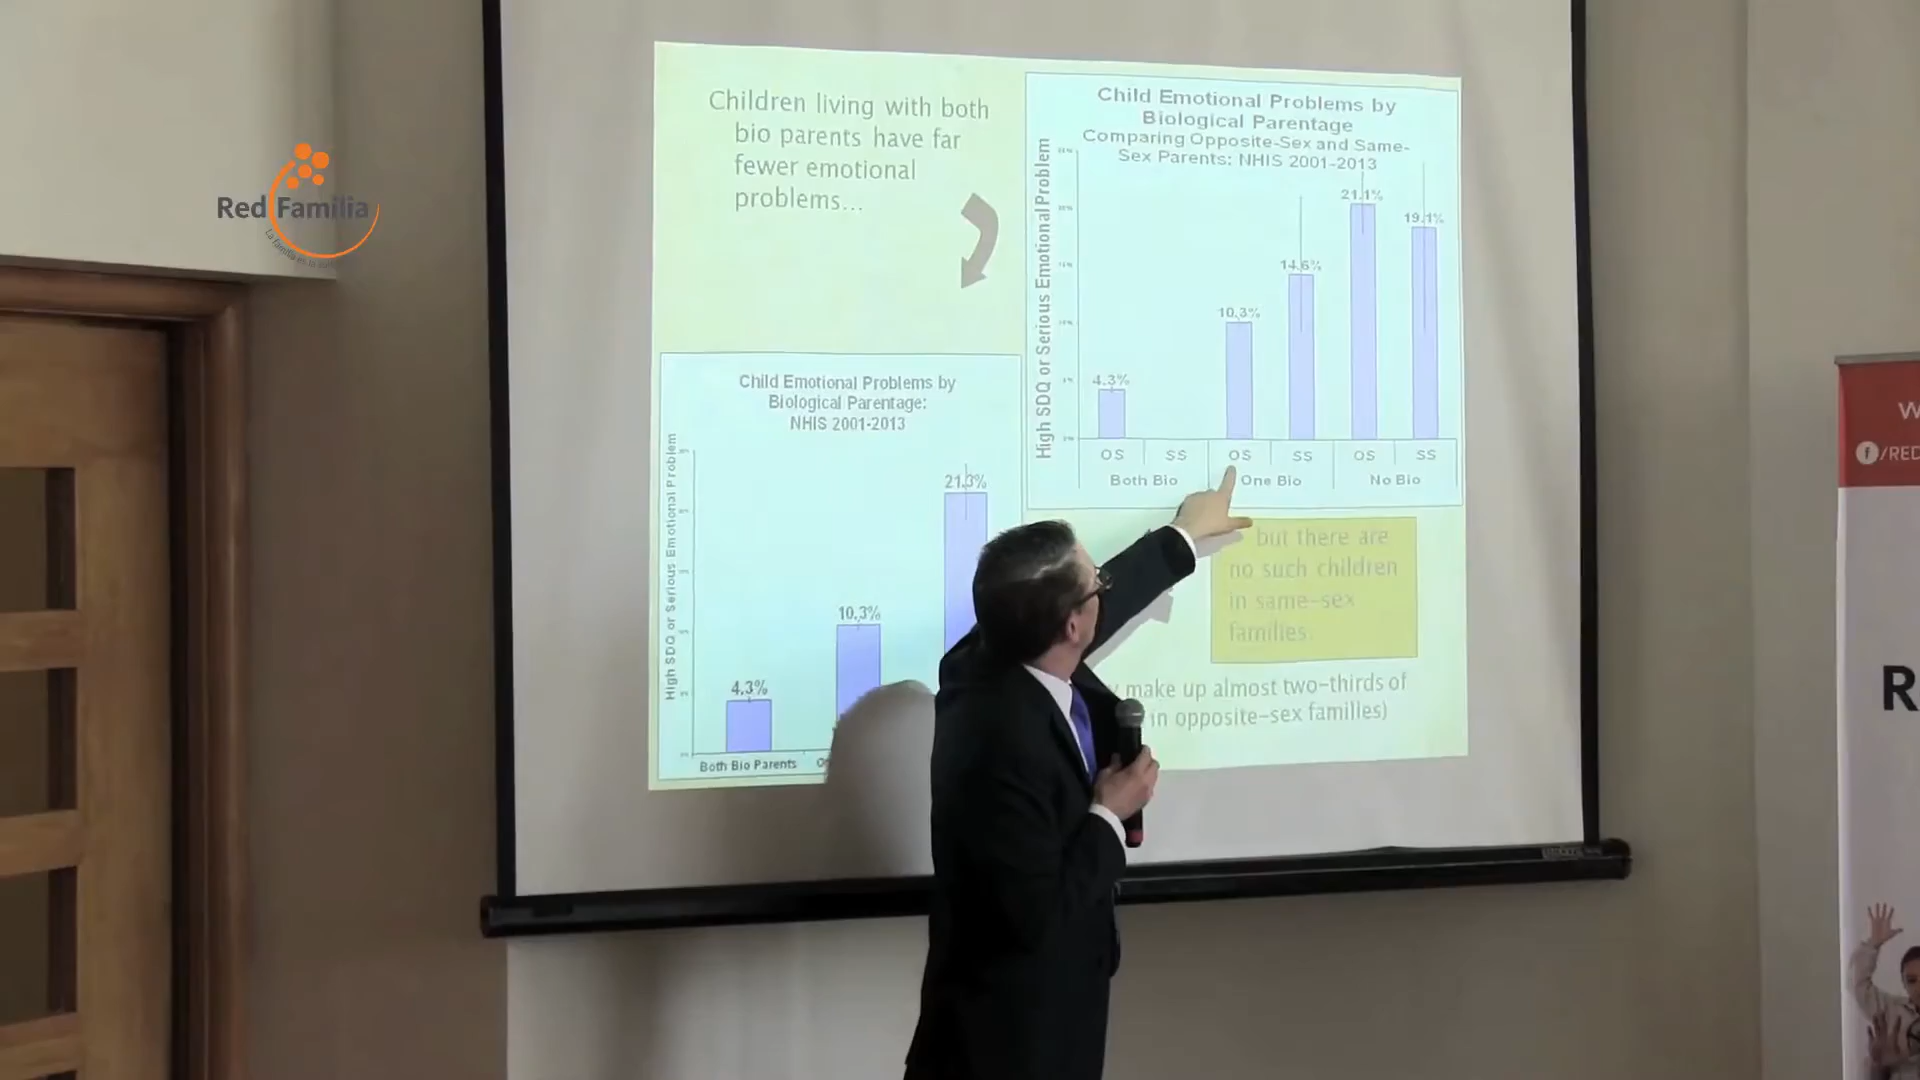 Red Familia
Children living with both
bio parents have far
fewer emotional
problems...
Child Emotional Problems by
Biological Parentage
Comparing Opposite-Sex and Same-
Sex Parents: NHIS 2001-2013
High SDQ or Serious Emotional Problem
4.3%
10.3%
14.6%
21.1%
19.1%
OS SS OS SS OS SS
Both Bio One Bio No Bio
Child Emotional Problems by
Biological Parentage:
NHIS 2001-2013
High SDQ or Serious Emotional Problem
4.3%
10.3%
21.3%
Both Bio Parents
but there are
no such children
in same-sex
families.
make up almost two-thirds of
in opposite-sex families)
W
/RED
R